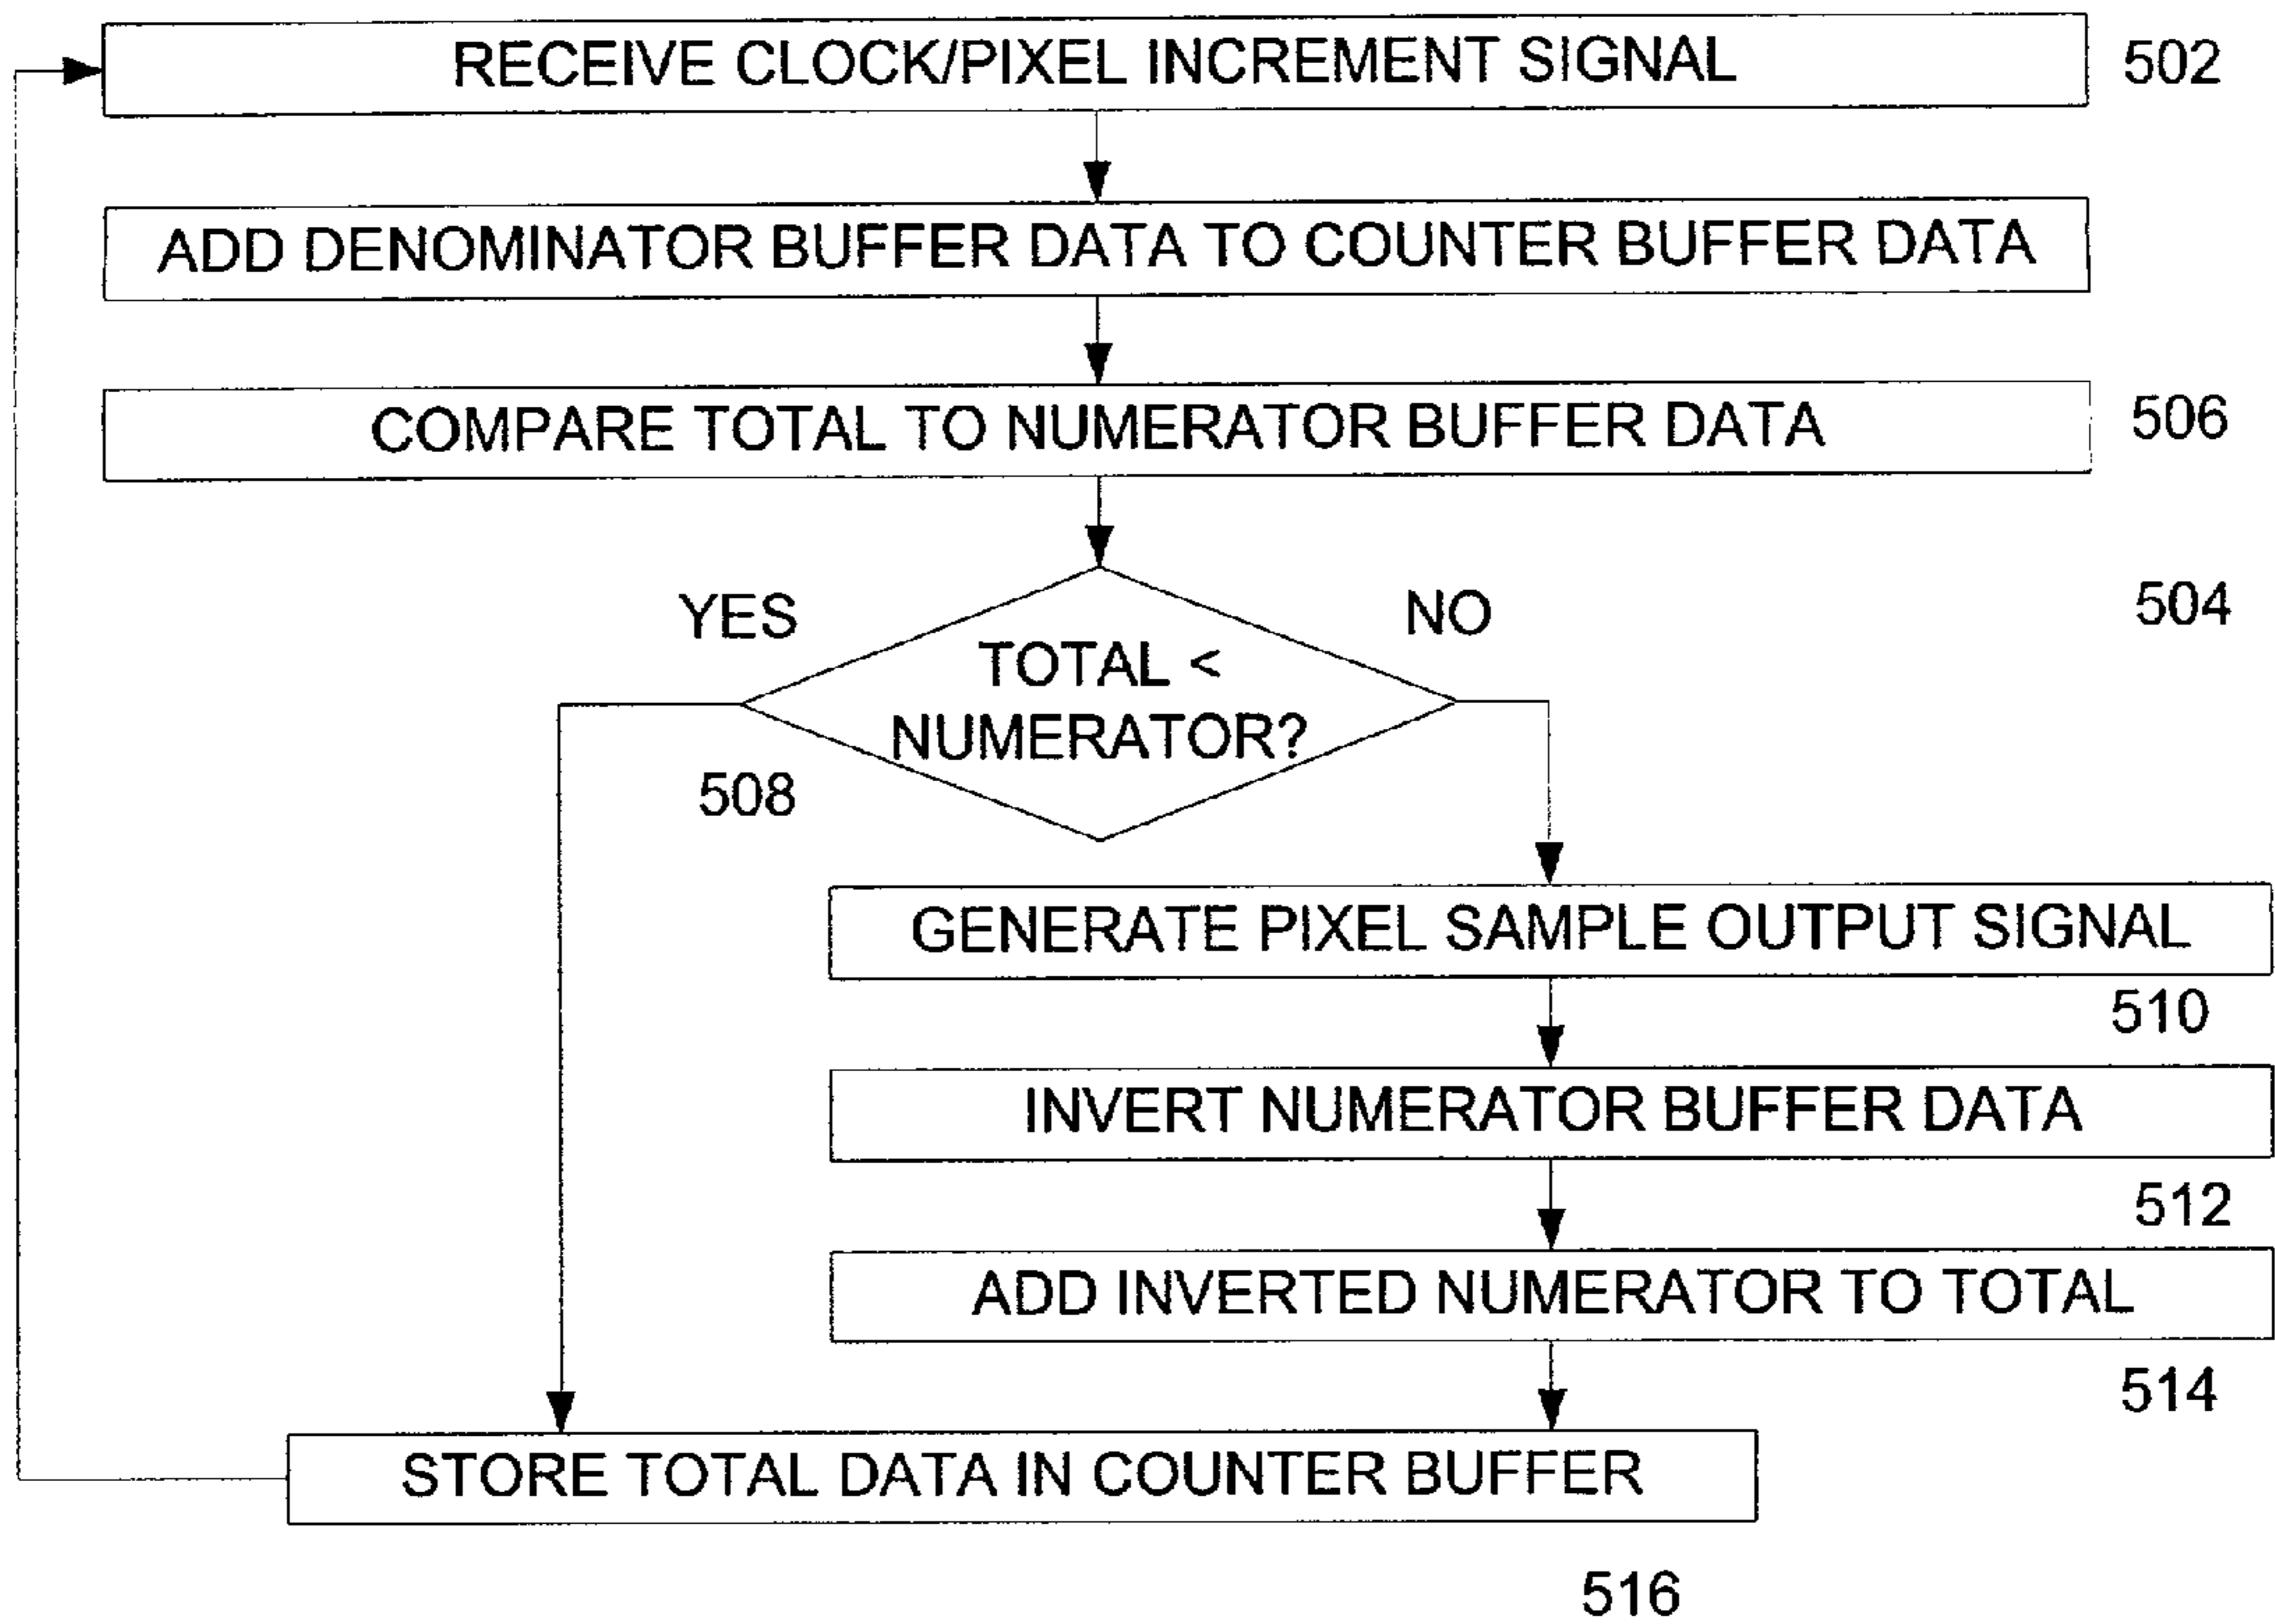 RECEIVE CLOCK/PIXEL INCREMENT SIGNAL
502
ADD DENOMINATOR BUFFER DATA TO COUNTER BUFFER DATA
COMPARE TOTAL TO NUMERATOR BUFFER DATA
506
YES
NO
504
TOTAL <
NUMERATOR?
508
GENERATE PIXEL SAMPLE OUTPUT SIGNAL
510
INVERT NUMERATOR BUFFER DATA
512
ADD INVERTED NUMERATOR TO TOTAL
514
STORE TOTAL DATA IN COUNTER BUFFER
516